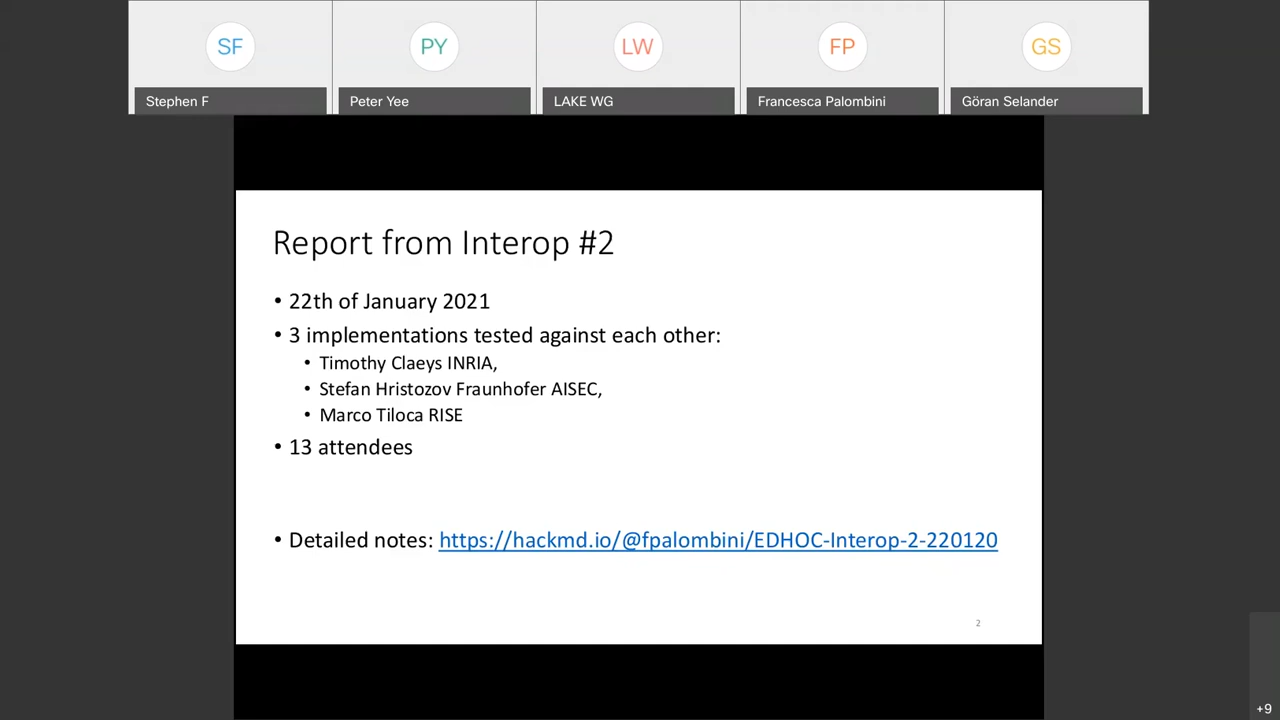 SF
PY
LW
FP
GS
Stephen F
Peter Yee
LAKE WG
Francesca Palombini
Göran Selander
Report from Interop #2
• 22th of January 2021
• 3 implementations tested against each other:
• Timothy Claeys INRIA,
• Stefan Hristozov Fraunhofer AISEC,
• Marco Tiloca RISE
• 13 attendees
• Detailed notes: https://hackmd.io/@fpalombini/EDHOC-Interop-2-220120
2
+9